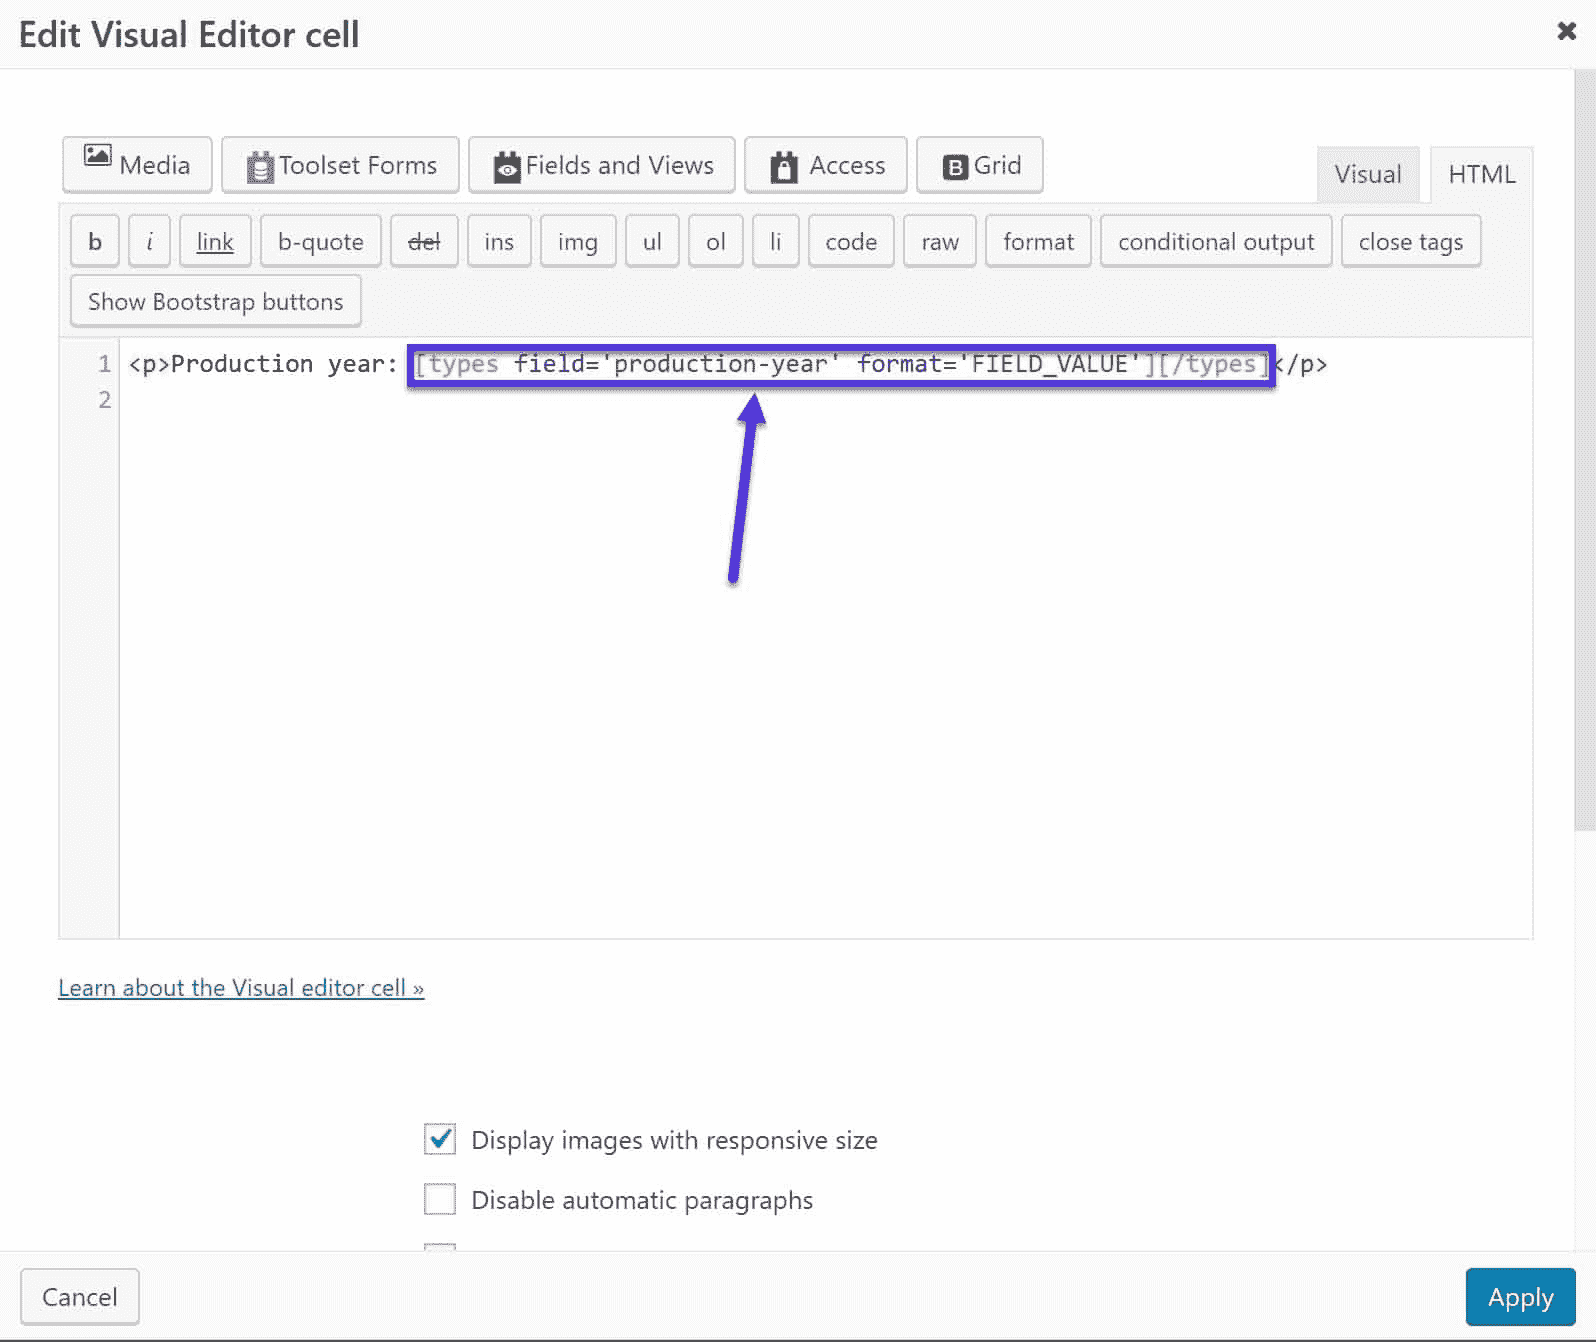 Edit Visual Editor cell
Media Toolset Forms Fields and Views Access B Grid Visual HTML
b i link b-quote del ins img ul ol li code raw format conditional output close tags
Show Bootstrap buttons
1 <p>Production year: [types field='production-year' format='FIELD_VALUE'][/types]</p>
2
Learn about the Visual editor cell »
Display images with responsive size
Disable automatic paragraphs
Cancel Apply